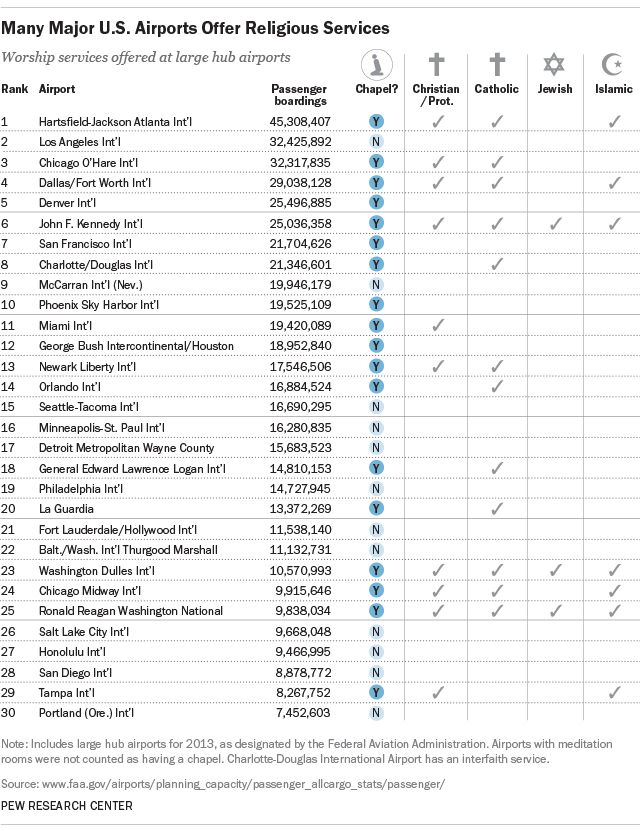 Many Major U.S. Airports Offer Religious Services
Worship services offered at large hub airports
Rank Airport Passenger boardings Chapel? Christian /Prot. Catholic Jewish Islamic
1 Hartsfield-Jackson Atlanta Int'l 45,308,407 Y ✓ ✓ ✓
2 Los Angeles Int'l 32,425,892 N
3 Chicago O'Hare Int'l 32,317,835 Y ✓ ✓
4 Dallas/Fort Worth Int'l 29,038,128 Y ✓ ✓ ✓
5 Denver Int'l 25,496,885 Y
6 John F. Kennedy Int'l 25,036,358 Y ✓ ✓ ✓ ✓
7 San Francisco Int'l 21,704,626 Y
8 Charlotte/Douglas Int'l 21,346,601 Y ✓
9 McCarran Int'l (Nev.) 19,946,179 N
10 Phoenix Sky Harbor Int'l 19,525,109 Y
11 Miami Int'l 19,420,089 Y ✓
12 George Bush Intercontinental/Houston 18,952,840 Y
13 Newark Liberty Int'l 17,546,506 Y ✓ ✓
14 Orlando Int'l 16,884,524 Y ✓
15 Seattle-Tacoma Int'l 16,690,295 N
16 Minneapolis-St. Paul Int'l 16,280,835 N
17 Detroit Metropolitan Wayne County 15,683,523 N
18 General Edward Lawrence Logan Int'l 14,810,153 Y ✓
19 Philadelphia Int'l 14,727,945 N
20 La Guardia 13,372,269 Y ✓
21 Fort Lauderdale/Hollywood Int'l 11,538,140 N
22 Balt./Wash. Int'l Thurgood Marshall 11,132,731 N
23 Washington Dulles Int'l 10,570,993 Y ✓ ✓ ✓ ✓
24 Chicago Midway Int'l 9,915,646 Y ✓ ✓ ✓
25 Ronald Reagan Washington National 9,838,034 Y ✓ ✓ ✓ ✓
26 Salt Lake City Int'l 9,668,048 N
27 Honolulu Int'l 9,466,995 N
28 San Diego Int'l 8,878,772 N
29 Tampa Int'l 8,267,752 Y ✓ ✓
30 Portland (Ore.) Int'l 7,452,603 N
Note: Includes large hub airports for 2013, as designated by the Federal Aviation Administration. Airports with meditation
rooms were not counted as having a chapel. Charlotte-Douglas International Airport has an interfaith service.
Source: www.faa.gov/airports/planning_capacity/passenger_allcargo_stats/passenger/
PEW RESEARCH CENTER